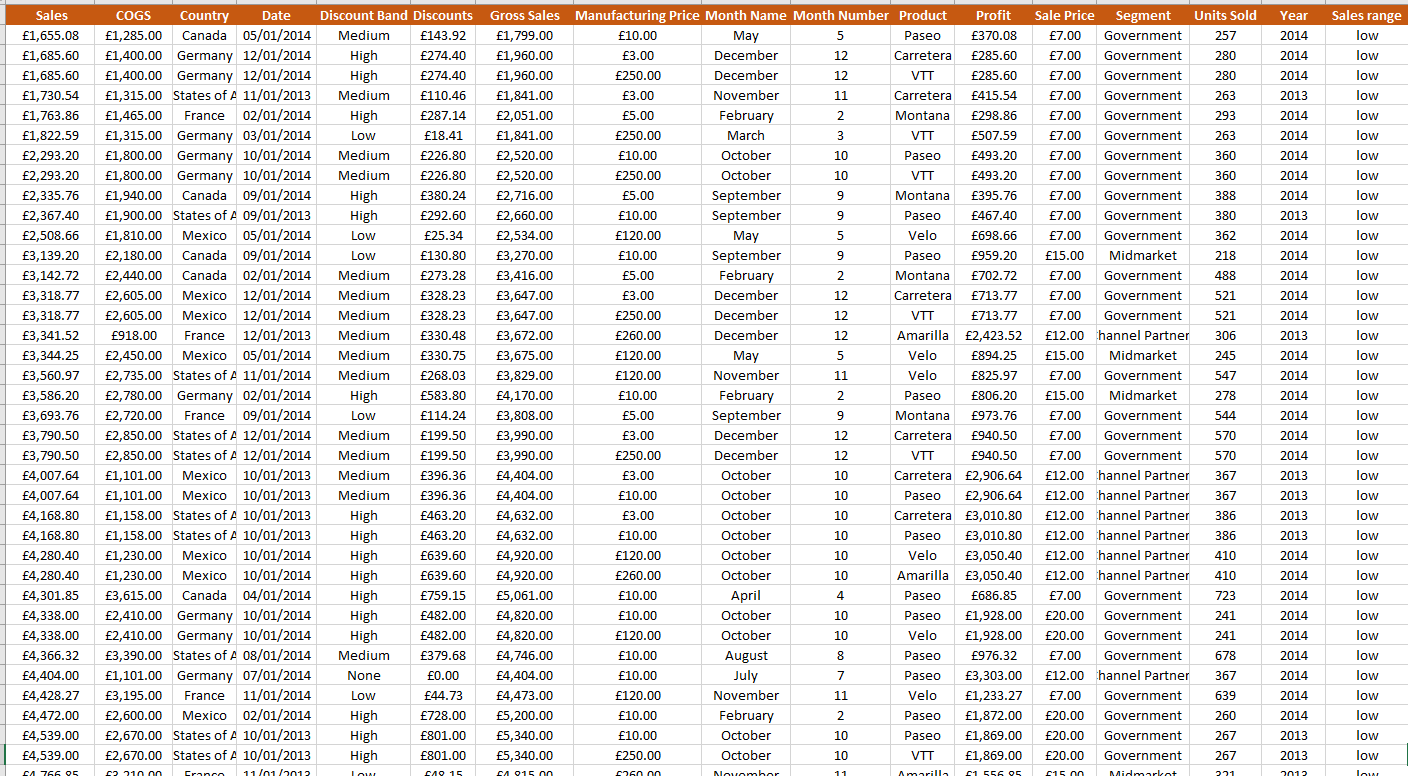 Sales COGS Country Date Discount Band Discounts Gross Sales Manufacturing Price Month Name Month Number Product Profit Sale Price Segment Units Sold Year Sales range
£1,655.08 £1,285.00 Canada 05/01/2014 Medium £143.92 £1,799.00 £10.00 May 5 Paseo £370.08 £7.00 Government 257 2014 low
£1,685.60 £1,400.00 Germany 12/01/2014 High £274.40 £1,960.00 £3.00 December 12 Carretera £285.60 £7.00 Government 280 2014 low
£1,685.60 £1,400.00 Germany 12/01/2014 High £274.40 £1,960.00 £250.00 December 12 VTT £285.60 £7.00 Government 280 2014 low
£1,730.54 £1,315.00 States of A 11/01/2013 Medium £110.46 £1,841.00 £3.00 November 11 Carretera £415.54 £7.00 Government 263 2013 low
£1,763.86 £1,465.00 France 02/01/2014 High £287.14 £2,051.00 £5.00 February 2 Montana £298.86 £7.00 Government 293 2014 low
£1,822.59 £1,315.00 Germany 03/01/2014 Low £18.41 £1,841.00 £250.00 March 3 VTT £507.59 £7.00 Government 263 2014 low
£2,293.20 £1,800.00 Germany 10/01/2014 Medium £226.80 £2,520.00 £10.00 October 10 Paseo £493.20 £7.00 Government 360 2014 low
£2,293.20 £1,800.00 Germany 10/01/2014 Medium £226.80 £2,520.00 £250.00 October 10 VTT £493.20 £7.00 Government 360 2014 low
£2,335.76 £1,940.00 Canada 09/01/2014 High £380.24 £2,716.00 £5.00 September 9 Montana £395.76 £7.00 Government 388 2014 low
£2,367.40 £1,900.00 States of A 09/01/2013 High £292.60 £2,660.00 £10.00 September 9 Paseo £467.40 £7.00 Government 380 2013 low
£2,508.66 £1,810.00 Mexico 05/01/2014 Low £25.34 £2,534.00 £120.00 May 5 Velo £698.66 £7.00 Government 362 2014 low
£3,139.20 £2,180.00 Canada 09/01/2014 Low £130.80 £3,270.00 £10.00 September 9 Paseo £959.20 £15.00 Midmarket 218 2014 low
£3,142.72 £2,440.00 Canada 02/01/2014 Medium £273.28 £3,416.00 £5.00 February 2 Montana £702.72 £7.00 Government 488 2014 low
£3,318.77 £2,605.00 Mexico 12/01/2014 Medium £328.23 £3,647.00 £3.00 December 12 Carretera £713.77 £7.00 Government 521 2014 low
£3,318.77 £2,605.00 Mexico 12/01/2014 Medium £328.23 £3,647.00 £250.00 December 12 VTT £713.77 £7.00 Government 521 2014 low
£3,341.52 £918.00 France 12/01/2013 Medium £330.48 £3,672.00 £260.00 December 12 Amarilla £2,423.52 £12.00 hannel Partner 306 2013 low
£3,344.25 £2,450.00 Mexico 05/01/2014 Medium £330.75 £3,675.00 £120.00 May 5 Velo £894.25 £15.00 Midmarket 245 2014 low
£3,560.97 £2,735.00 States of A 11/01/2014 Medium £268.03 £3,829.00 £120.00 November 11 Velo £825.97 £7.00 Government 547 2014 low
£3,586.20 £2,780.00 Germany 02/01/2014 High £583.80 £4,170.00 £10.00 February 2 Paseo £806.20 £15.00 Midmarket 278 2014 low
£3,693.76 £2,720.00 France 09/01/2014 Low £114.24 £3,808.00 £5.00 September 9 Montana £973.76 £7.00 Government 544 2014 low
£3,790.50 £2,850.00 States of A 12/01/2014 Medium £199.50 £3,990.00 £3.00 December 12 Carretera £940.50 £7.00 Government 570 2014 low
£3,790.50 £2,850.00 States of A 12/01/2014 Medium £199.50 £3,990.00 £250.00 December 12 VTT £940.50 £7.00 Government 570 2014 low
£4,007.64 £1,101.00 Mexico 10/01/2013 Medium £396.36 £4,404.00 £3.00 October 10 Carretera £2,906.64 £12.00 hannel Partner 367 2013 low
£4,007.64 £1,101.00 Mexico 10/01/2013 Medium £396.36 £4,404.00 £10.00 October 10 Paseo £2,906.64 £12.00 hannel Partner 367 2013 low
£4,168.80 £1,158.00 States of A 10/01/2013 High £463.20 £4,632.00 £3.00 October 10 Carretera £3,010.80 £12.00 hannel Partner 386 2013 low
£4,168.80 £1,158.00 States of A 10/01/2013 High £463.20 £4,632.00 £10.00 October 10 Paseo £3,010.80 £12.00 hannel Partner 386 2013 low
£4,280.40 £1,230.00 Mexico 10/01/2014 High £639.60 £4,920.00 £120.00 October 10 Velo £3,050.40 £12.00 hannel Partner 410 2014 low
£4,280.40 £1,230.00 Mexico 10/01/2014 High £639.60 £4,920.00 £260.00 October 10 Amarilla £3,050.40 £12.00 hannel Partner 410 2014 low
£4,301.85 £3,615.00 Canada 04/01/2014 High £759.15 £5,061.00 £10.00 April 4 Paseo £686.85 £7.00 Government 723 2014 low
£4,338.00 £2,410.00 Germany 10/01/2014 High £482.00 £4,820.00 £10.00 October 10 Paseo £1,928.00 £20.00 Government 241 2014 low
£4,338.00 £2,410.00 Germany 10/01/2014 High £482.00 £4,820.00 £120.00 October 10 Velo £1,928.00 £20.00 Government 241 2014 low
£4,366.32 £3,390.00 States of A 08/01/2014 Medium £379.68 £4,746.00 £10.00 August 8 Paseo £976.32 £7.00 Government 678 2014 low
£4,404.00 £1,101.00 Germany 07/01/2014 None £0.00 £4,404.00 £10.00 July 7 Paseo £3,303.00 £12.00 hannel Partner 367 2014 low
£4,428.27 £3,195.00 France 11/01/2014 Low £44.73 £4,473.00 £120.00 November 11 Velo £1,233.27 £7.00 Government 639 2014 low
£4,472.00 £2,600.00 Mexico 02/01/2014 High £728.00 £5,200.00 £10.00 February 2 Paseo £1,872.00 £20.00 Government 260 2014 low
£4,539.00 £2,670.00 States of A 10/01/2013 High £801.00 £5,340.00 £10.00 October 10 Paseo £1,869.00 £20.00 Government 267 2013 low
£4,539.00 £2,670.00 States of A 10/01/2013 High £801.00 £5,340.00 £250.00 October 10 VTT £1,869.00 £20.00 Government 267 2013 low
£4,766.85 £3,210.00 France 11/01/2013 Low £48.15 £4,815.00 £260.00 November 11 Amarilla £1,556.85 £15.00 Midmarket 321 2013 low